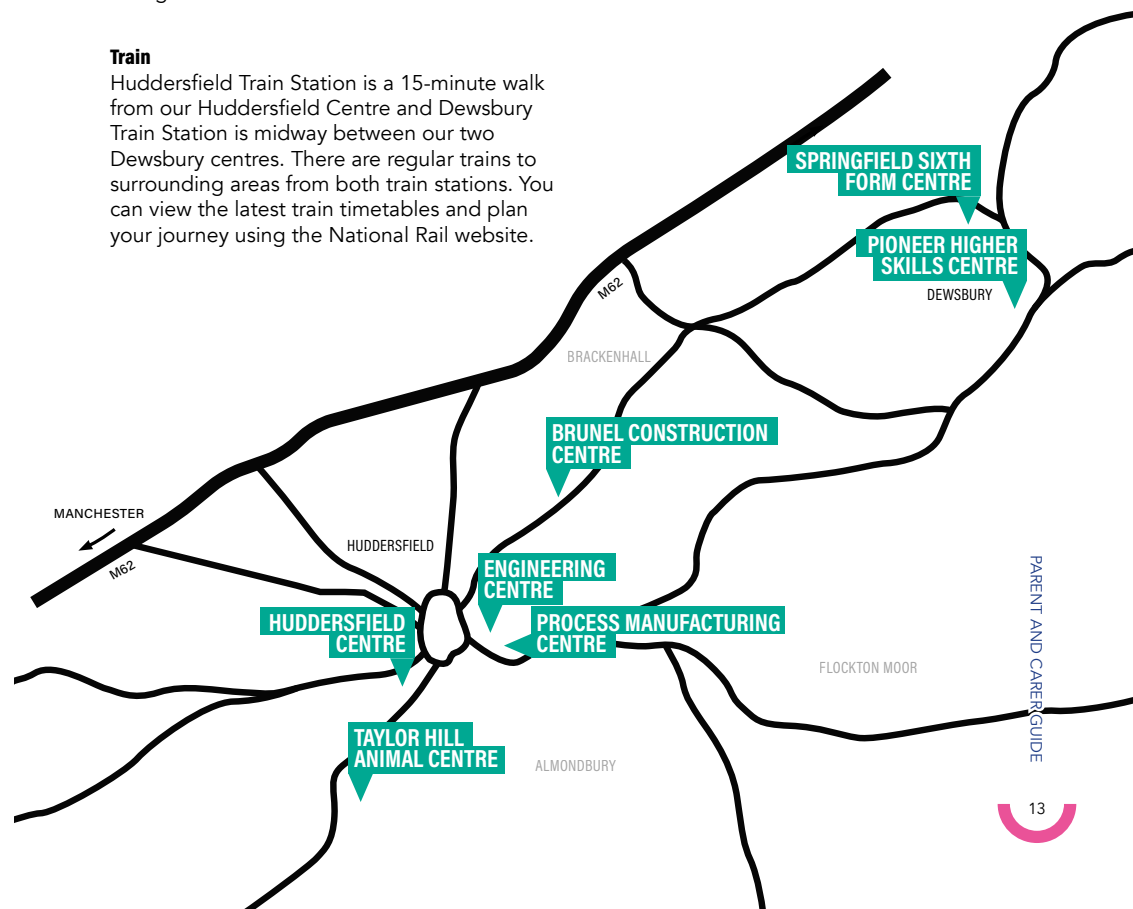 Train
Huddersfield Train Station is a 15-minute walk
from our Huddersfield Centre and Dewsbury
Train Station is midway between our two
Dewsbury centres. There are regular trains to
surrounding areas from both train stations. You
can view the latest train timetables and plan
your journey using the National Rail website.
SPRINGFIELD SIXTH
FORM CENTRE
PIONEER HIGHER
SKILLS CENTRE
DEWSBURY
M62
BRACKENHALL
BRUNEL CONSTRUCTION
CENTRE
MANCHESTER
M62
HUDDERSFIELD
ENGINEERING
CENTRE
HUDDERSFIELD
CENTRE
PROCESS MANUFACTURING
CENTRE
FLOCKTON MOOR
TAYLOR HILL
ANIMAL CENTRE
ALMONDBURY
PARENT AND CARER GUIDE
13